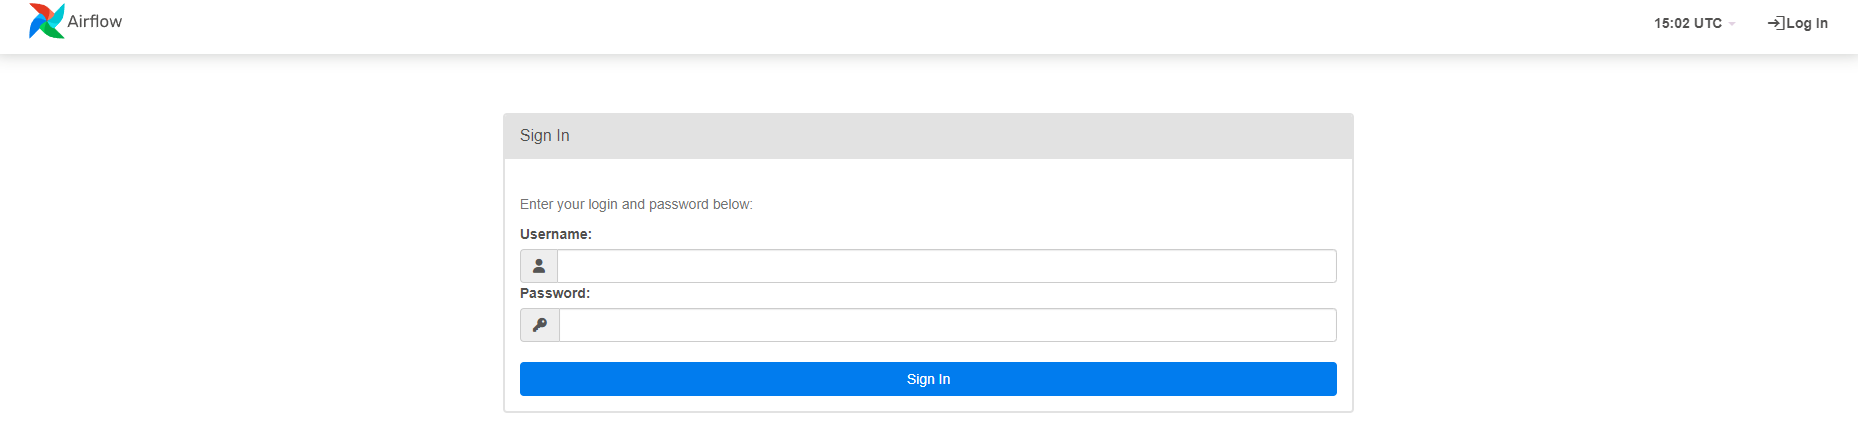 Airflow
15:02 UTC
Log In
Sign In
Enter your login and password below:
Username:
Password:
Sign In